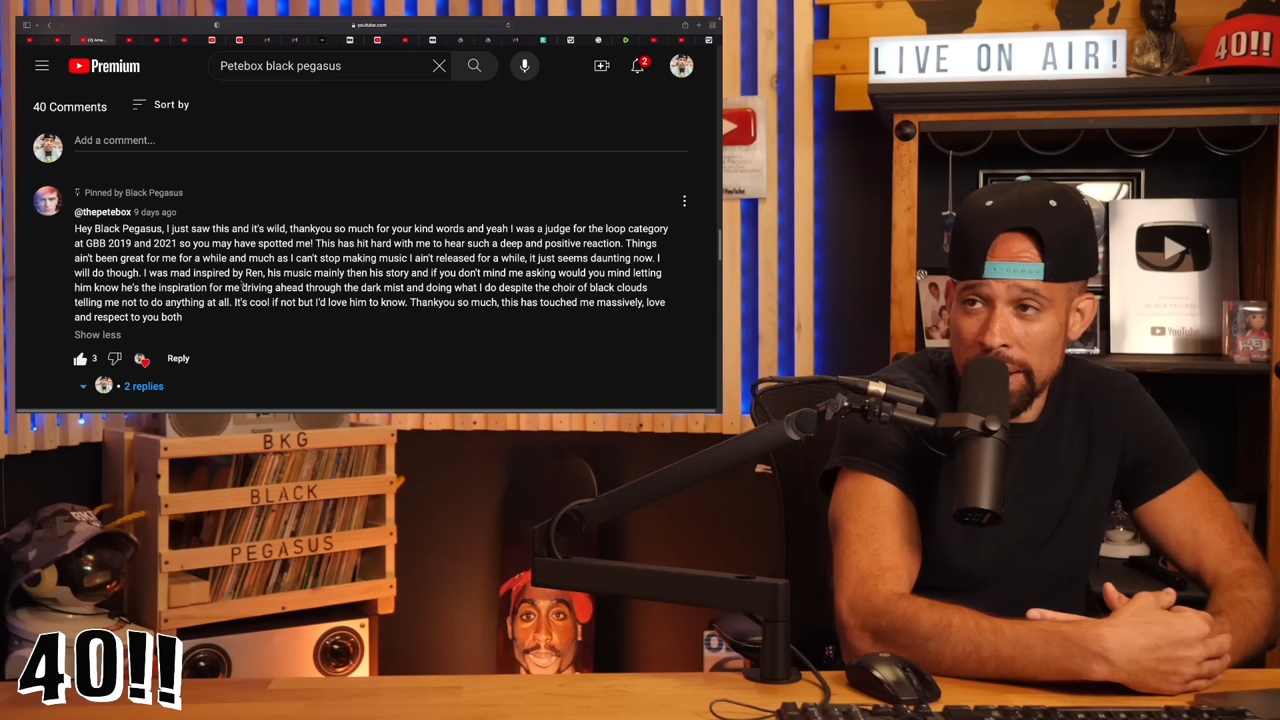 youtube.com
Premium
Petebox black pegasus
2
40 Comments
Sort by
Add a comment...
Pinned by Black Pegasus
@thepetebox 9 days ago
Hey Black Pegasus, I just saw this and it's wild, thankyou so much for your kind words and yeah I was a judge for the loop category
at GBB 2019 and 2021 so you may have spotted me! This has hit hard with me to hear such a deep and positive reaction. Things
ain't been great for me for a while and much as I can't stop making music I ain't released for a while, it just seems daunting now. I
will do though. I was mad inspired by Ren, his music mainly then his story and if you don't mind me asking would you mind letting
him know he's the inspiration for me driving ahead through the dark mist and doing what I do despite the choir of black clouds
telling me not to do anything at all. It's cool if not but I'd love him to know. Thankyou so much, this has touched me massively, love
and respect to you both
Show less
3
Reply
• 2 replies
LIVE ON AIR!
40!!
YouTube
BKG
BLACK
PEGASUS
40!!